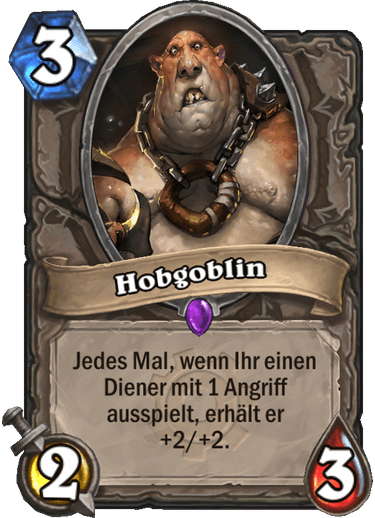 3
Hobgoblin
Jedes Mal, wenn Ihr einen
Diener mit 1 Angriff
ausspielt, erhält er
+2/+2.
2
3